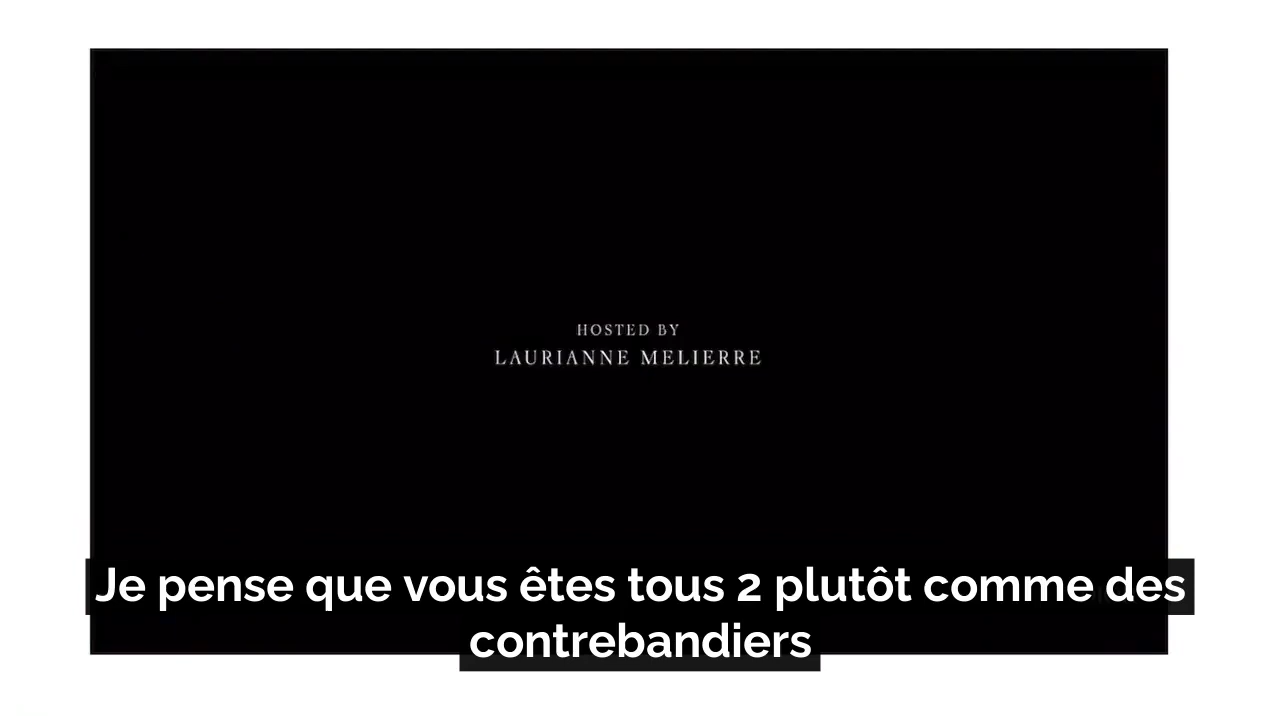 HOSTED BY
LAURIANNE MELIERRE
Je pense que vous êtes tous 2 plutôt comme des
contrebandiers